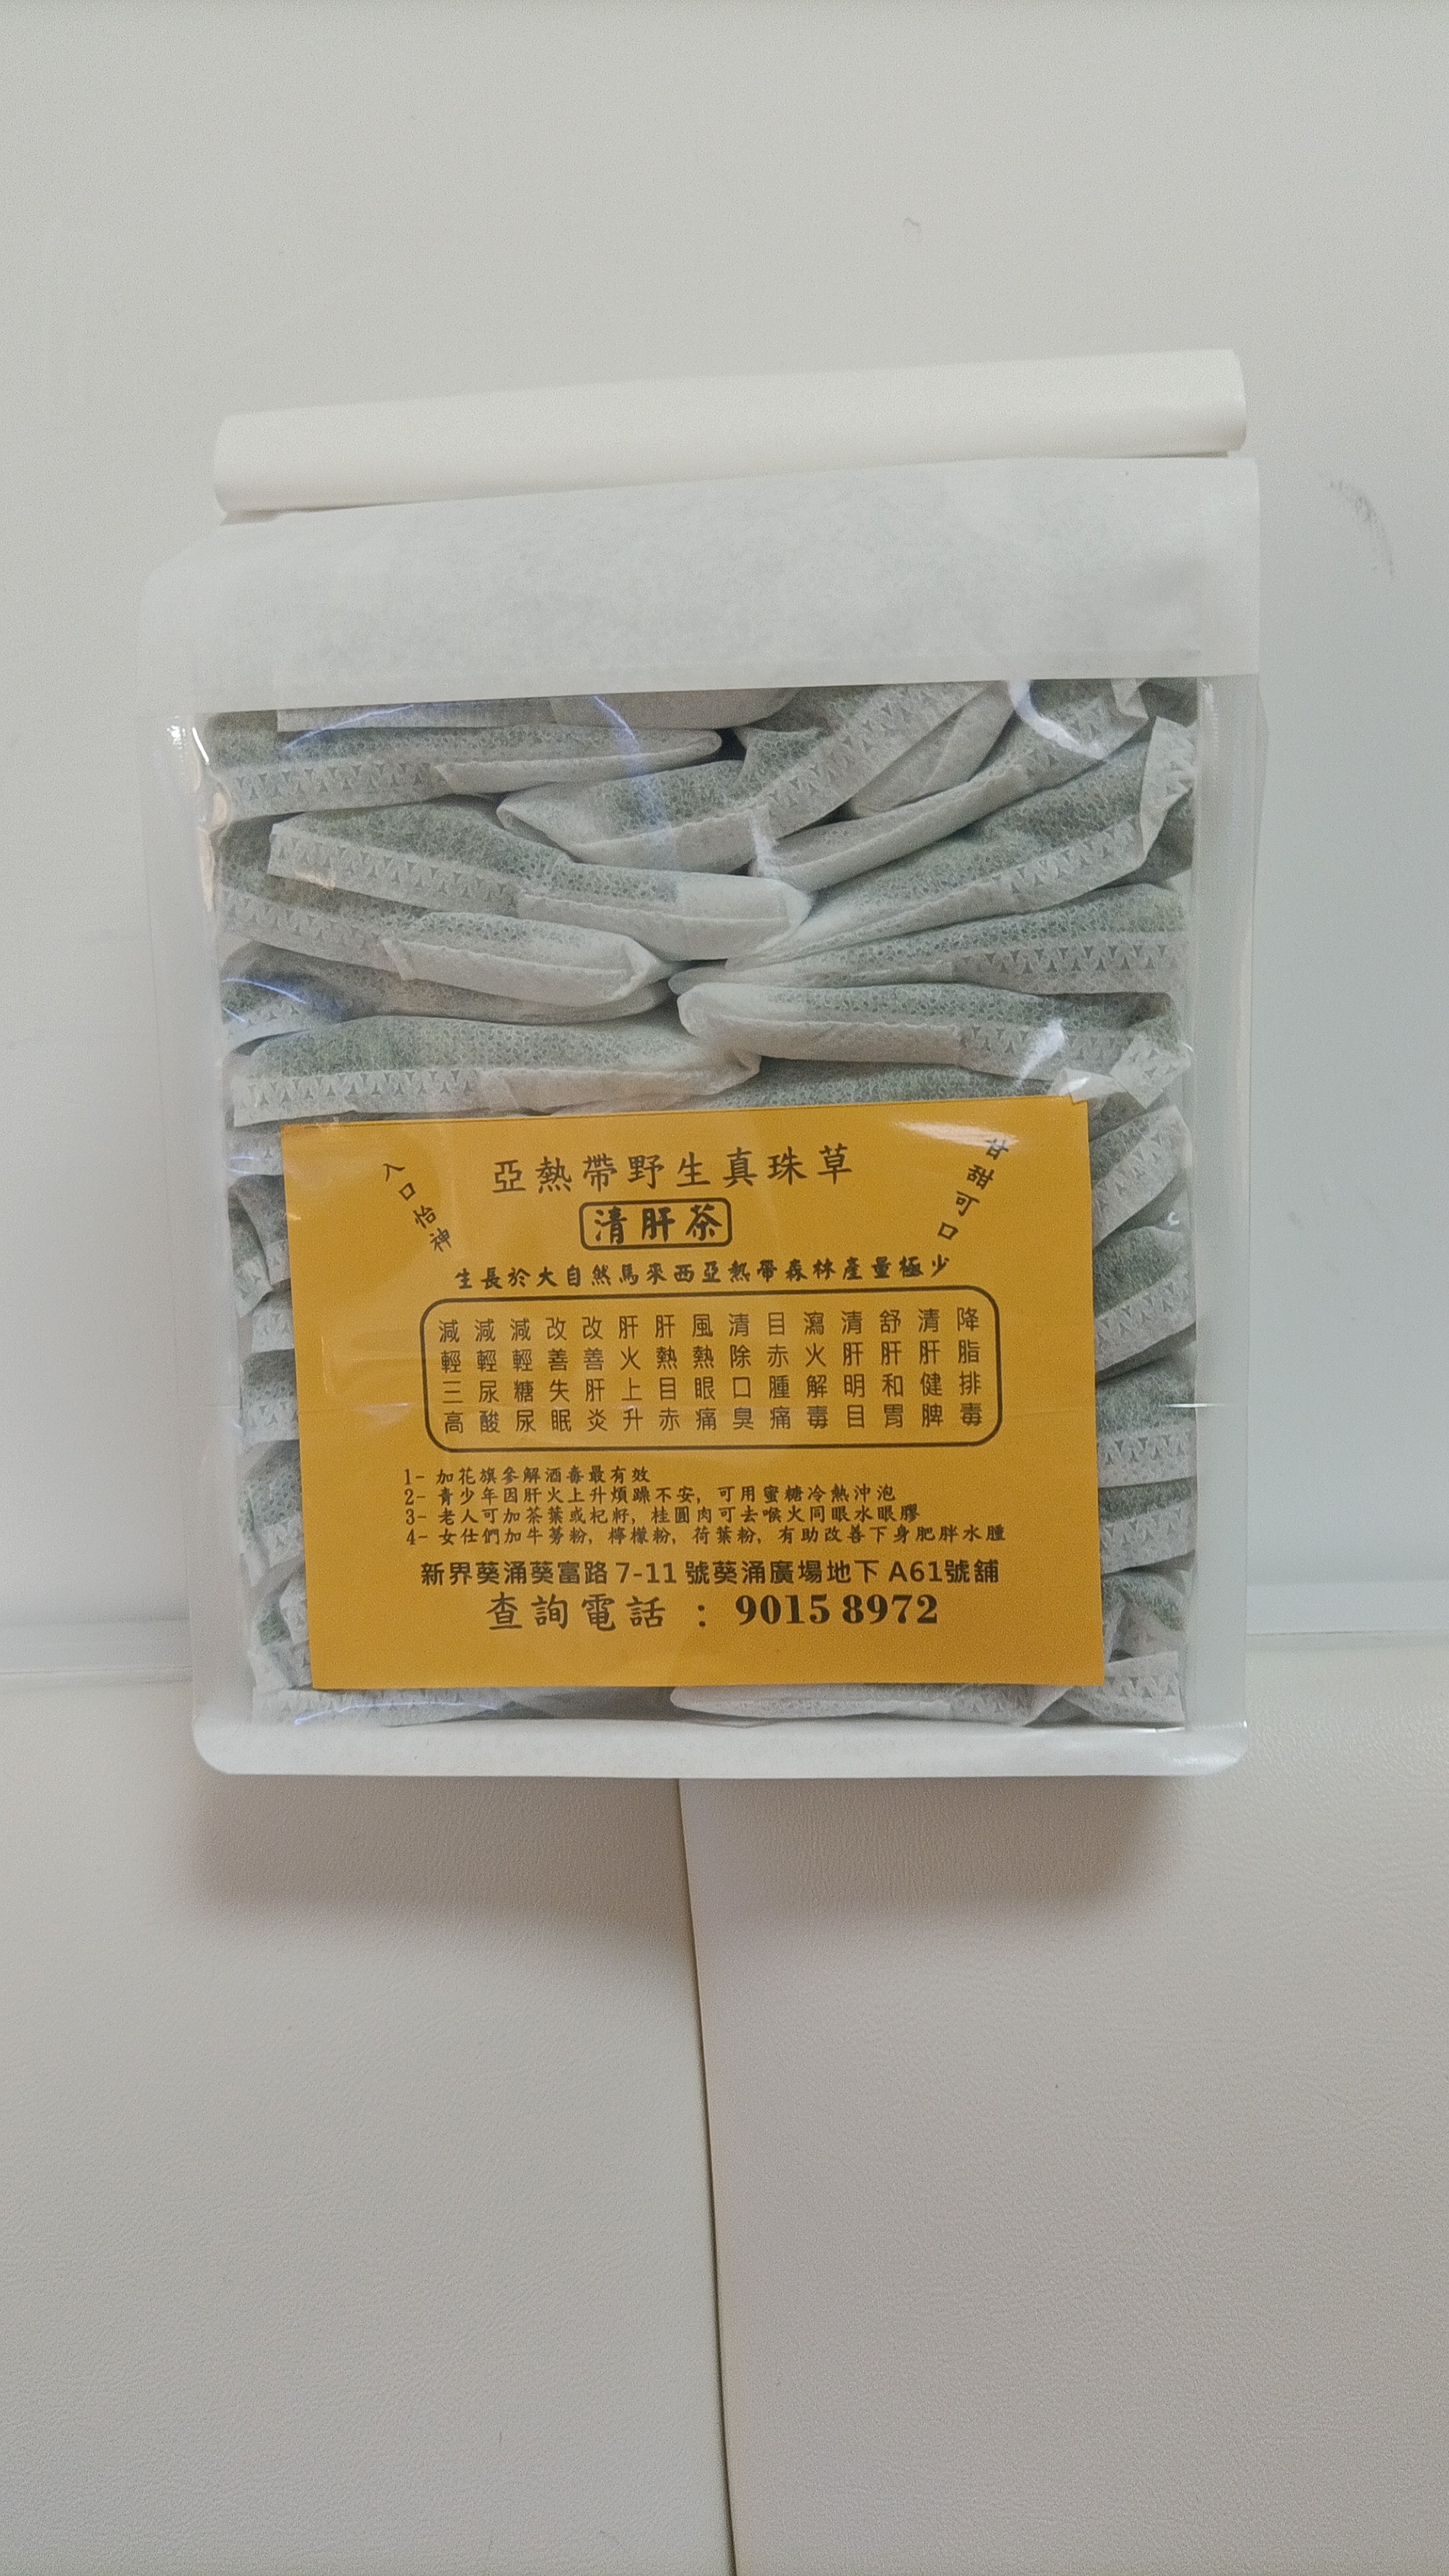 入口怡神
亞熱帶野生真珠草
甘甜可口
清肝茶
生長於大自然馬來西亞熱帶森林產量極少
降脂排毒
清肝健脾
舒肝和胃
清肝明目
瀉火解毒
目赤腫痛
清除口臭
風熱眼痛
肝熱目赤
肝火上升
改善肝炎
改善失眠
減輕糖尿
減輕尿酸
減輕三高
1- 加花旗參解酒毒最有效
2- 青少年因肝火上升煩躁不安, 可用蜜糖冷熱沖泡
3- 老人可加茶葉或杞籽, 桂圓肉可去喉火同眼水眼膠
4- 女仕們加牛蒡粉, 檸檬粉, 荷葉粉, 有助改善下身肥胖水腫
新界葵涌葵富路 7-11 號葵涌廣場地下 A61號舖
查詢電話 : 9015 8972